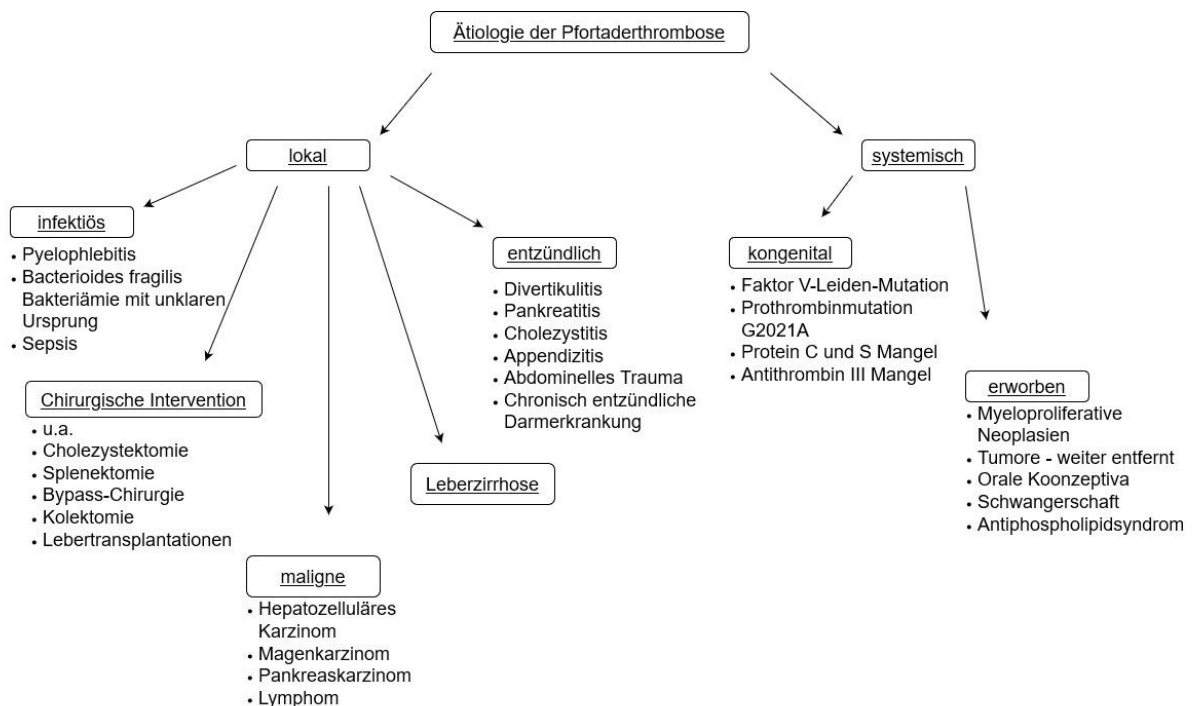 Ätiologie der Pfortaderthrombose
lokal
systemisch
infektiös
• Pyelophlebitis
• Bacterioides fragilis
Bakteriämie mit unklaren
Ursprung
• Sepsis
Chirurgische Intervention
• u.a.
• Cholezystektomie
• Splenektomie
• Bypass-Chirurgie
• Kolektomie
• Lebertransplantationen
maligne
• Hepatozelluläres
Karzinom
• Magenkarzinom
• Pankreaskarzinom
• Lymphom
Leberzirrhose
entzündlich
• Divertikulitis
• Pankreatitis
• Cholezystitis
• Appendizitis
• Abdominelles Trauma
• Chronisch entzündliche
Darmerkrankung
kongenital
• Faktor V-Leiden-Mutation
• Prothrombinmutation
G2021A
• Protein C und S Mangel
• Antithrombin III Mangel
erworben
• Myeloproliferative
Neoplasien
• Tumore - weiter entfernt
• Orale Koonzeptiva
• Schwangerschaft
• Antiphospholipidsyndrom